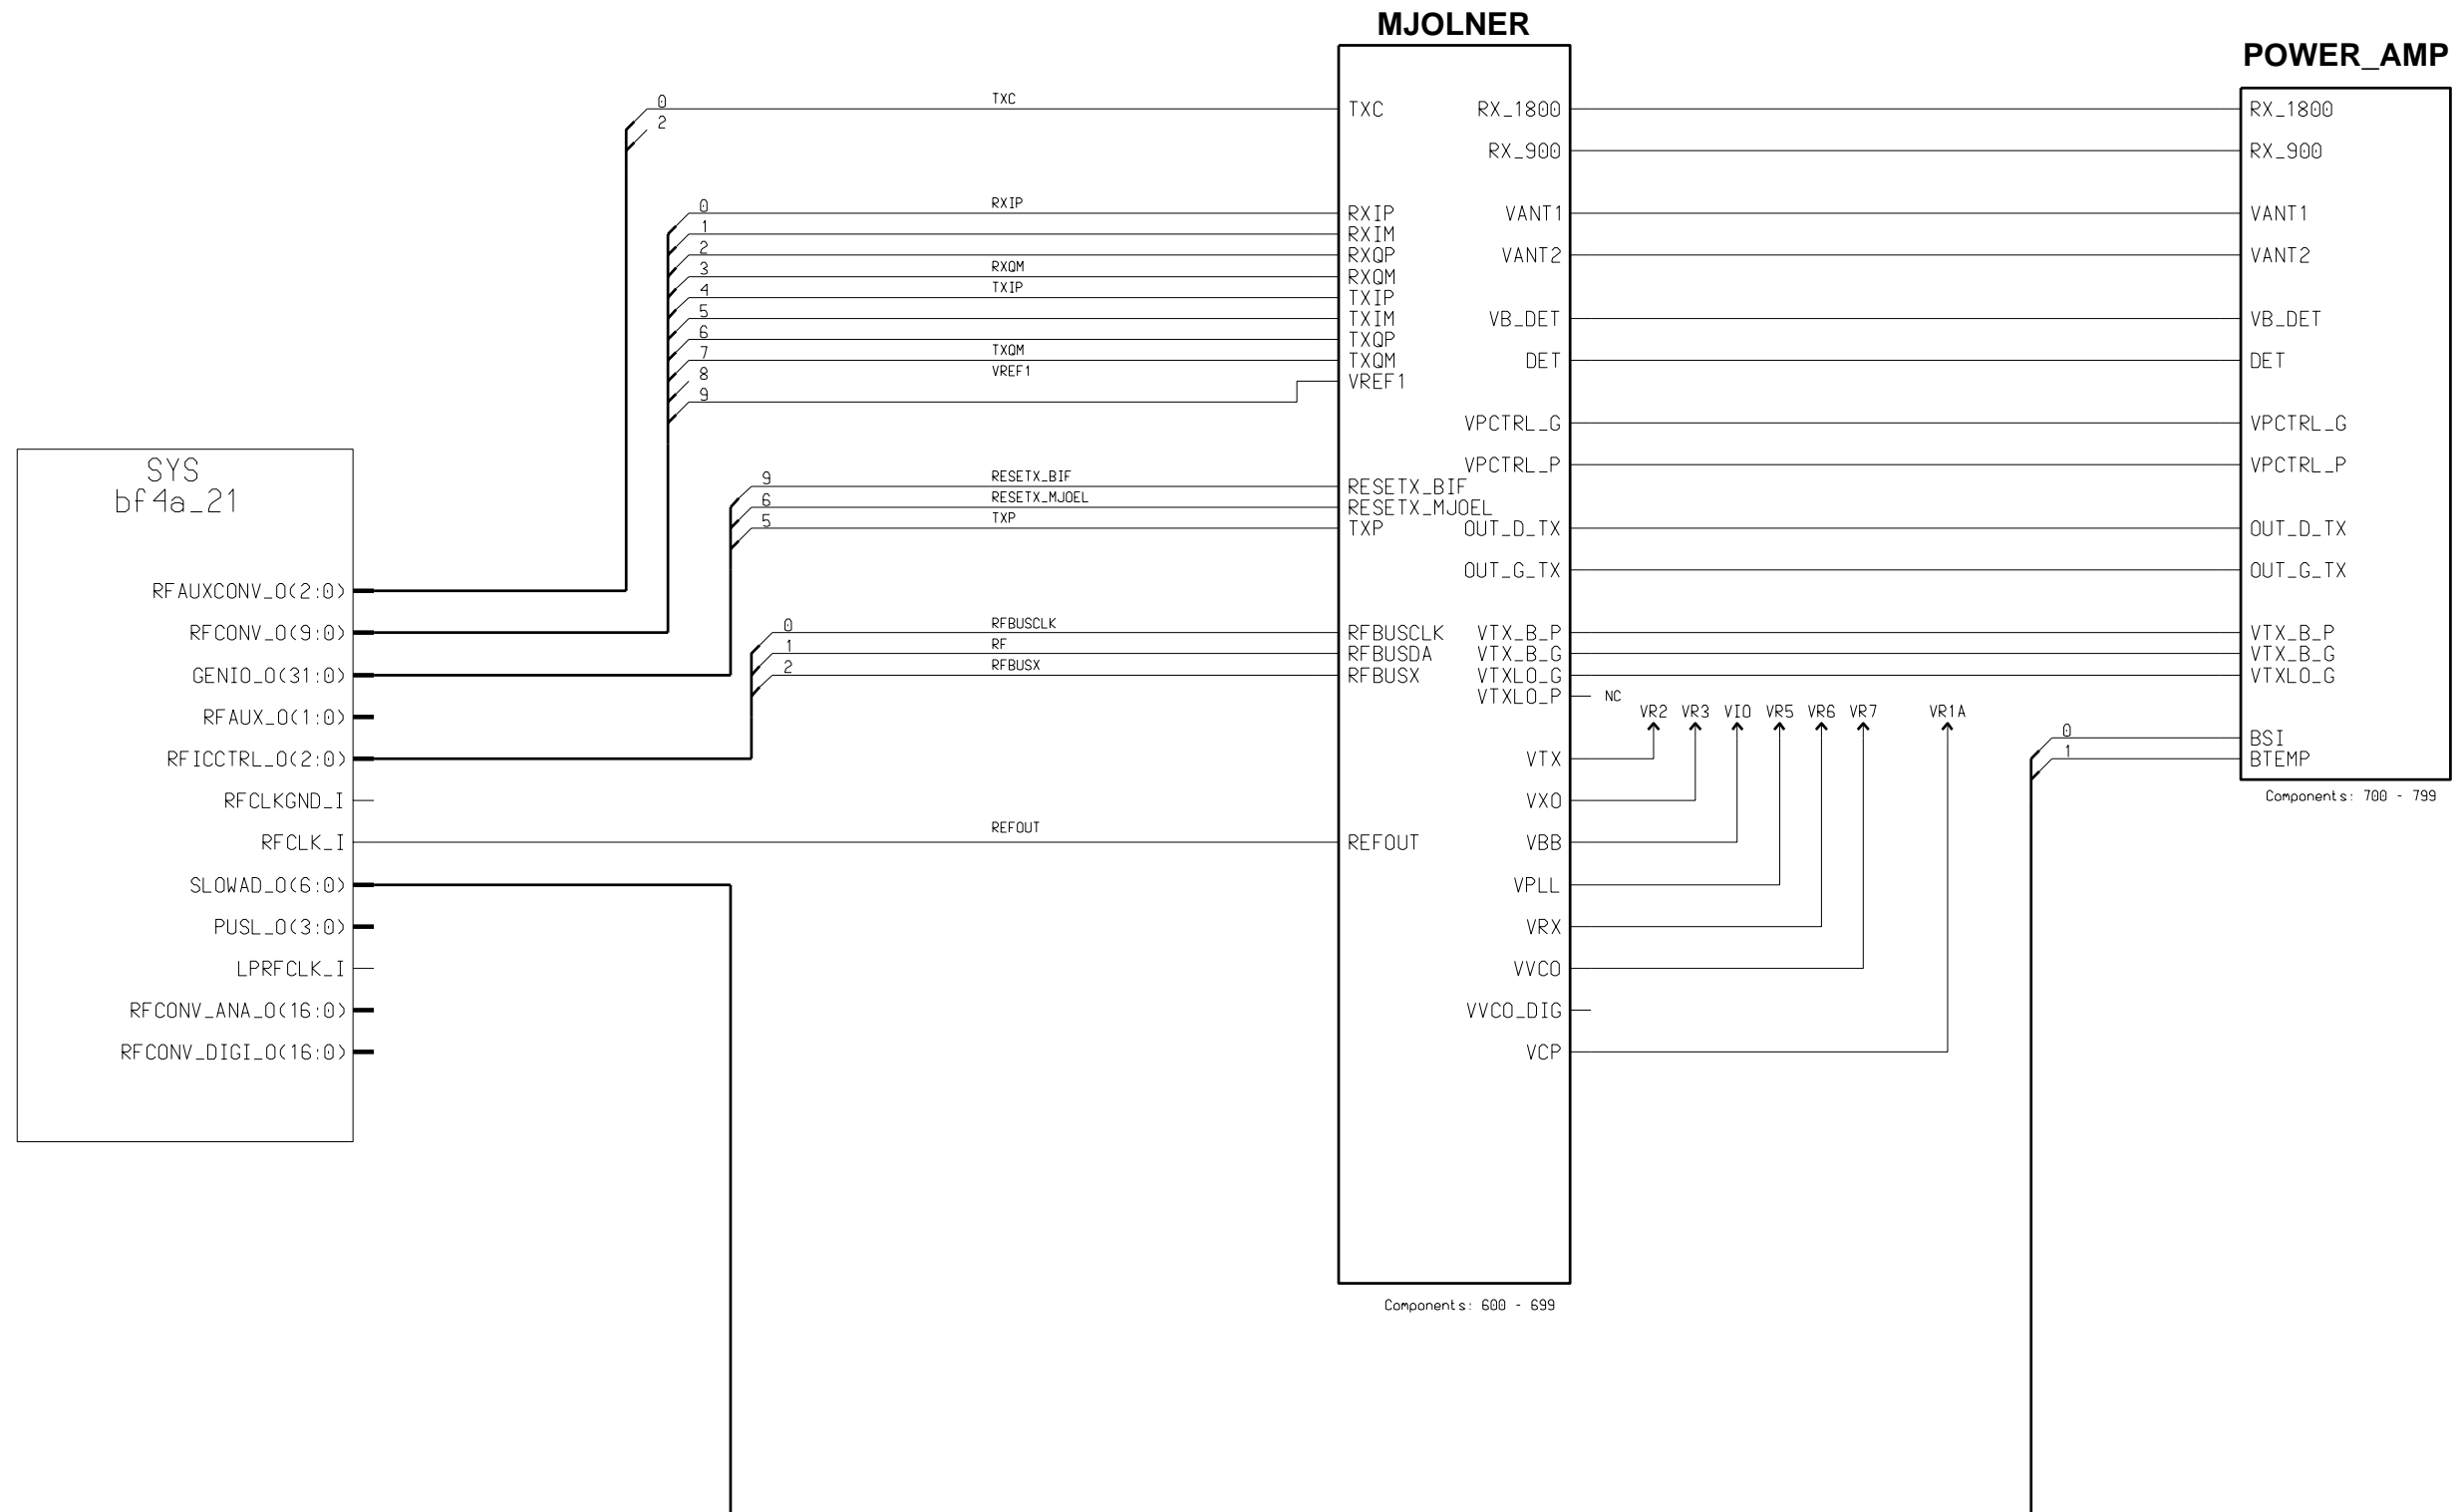 MJOLNER
POWER_AMP
0
TXC
2
TXC
RX_1800
RX_1800
RX_900
RX_900
0
RXIP
RXIP
VANT1
VANT1
1
RXIM
2
RXQP
VANT2
VANT2
3
RXQM
RXQM
4
TXIP
TXIP
5
TXIM
VB_DET
VB_DET
6
TXQP
7
TXQM
TXQM
DET
DET
8
VREF1
VREF1
9
VPCTRL_G
VPCTRL_G
SYS
bf4a_21
VPCTRL_P
VPCTRL_P
9
RESETX_BIF
RESETX_BIF
6
RESETX_MJOEL
RESETX_MJOEL
5
TXP
TXP
OUT_D_TX
OUT_D_TX
OUT_G_TX
OUT_G_TX
RFAUXCONV_O(2:0)
RFCONV_O(9:0)
0
RFBUSCLK
RFBUSCLK
VTX_B_P
VTX_B_P
1
RF
RFBUSDA
VTX_B_G
VTX_B_G
GENIO_O(31:0)
2
RFBUSX
RFBUSX
VTXLO_G
VTXLO_G
VTXLO_P
NC
RFAUX_O(1:0)
VR2 VR3 VIO VR5 VR6 VR7 VR1A
0
BSI
RFICCTRL_O(2:0)
VTX
1
BTEMP
RFCLKGND_I
VXO
Components: 700 - 799
RFCLK_I
REFOUT
REFOUT
VBB
SLOWAD_O(6:0)
VPLL
PUSL_O(3:0)
VRX
LPRFCLK_I
VVCO
RFCONV_ANA_O(16:0)
VVCO_DIG
RFCONV_DIGI_O(16:0)
VCP
Components: 600 - 699